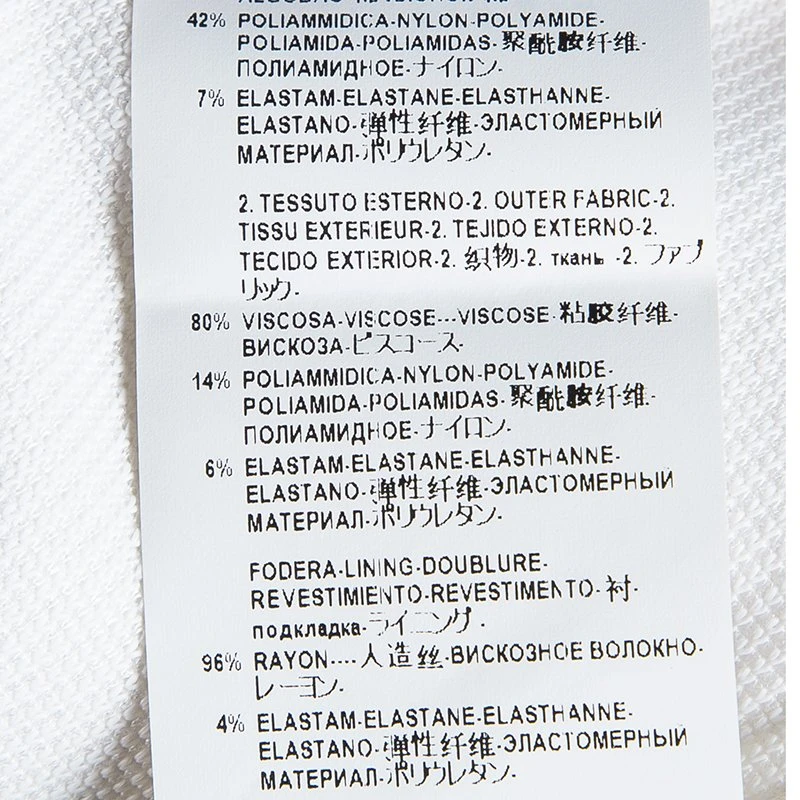 42% POLIAMMIDICA-NYLON-POLYAMIDE-
POLIAMIDA-POLIAMIDAS-聚酰胺纤维-
ПОЛИАМИДНОЕ-ナイロン-
7% ELASTAM-ELASTANE-ELASTHANNE-
ELASTANO-弹性纤维-ЭЛАСТОМЕРНЫЙ
МАТЕРИАЛ-ポリウレタン-
2. TESSUTO ESTERNO-2. OUTER FABRIC-2.
TISSU EXTERIEUR-2. TEJIDO EXTERNO-2.
TECIDO EXTERIOR-2. 织物-2. ткань -2. ファブ
リック-
80% VISCOSA-VISCOSE---VISCOSE-粘胶纤维-
ВИСКОЗА-ビスコース-
14% POLIAMMIDICA-NYLON-POLYAMIDE-
POLIAMIDA-POLIAMIDAS-聚酰胺纤维-
ПОЛИАМИДНОЕ-ナイロン-
6% ELASTAM-ELASTANE-ELASTHANNE-
ELASTANO-弹性纤维-ЭЛАСТОМЕРНЫЙ
МАТЕРИАЛ-ポリウレタン-
FODERA-LINING-DOUBLURE-
REVESTIMIENTO-REVESTIMENTO-衬-
подкладка-ライニング-
96% RAYON----人造丝-ВИСКОЗНОЕ ВОЛОКНО-
レーヨン-
4% ELASTAM-ELASTANE-ELASTHANNE-
ELASTANO-弹性纤维-ЭЛАСТОМЕРНЫЙ
МАТЕРИАЛ-ポリウレタン-